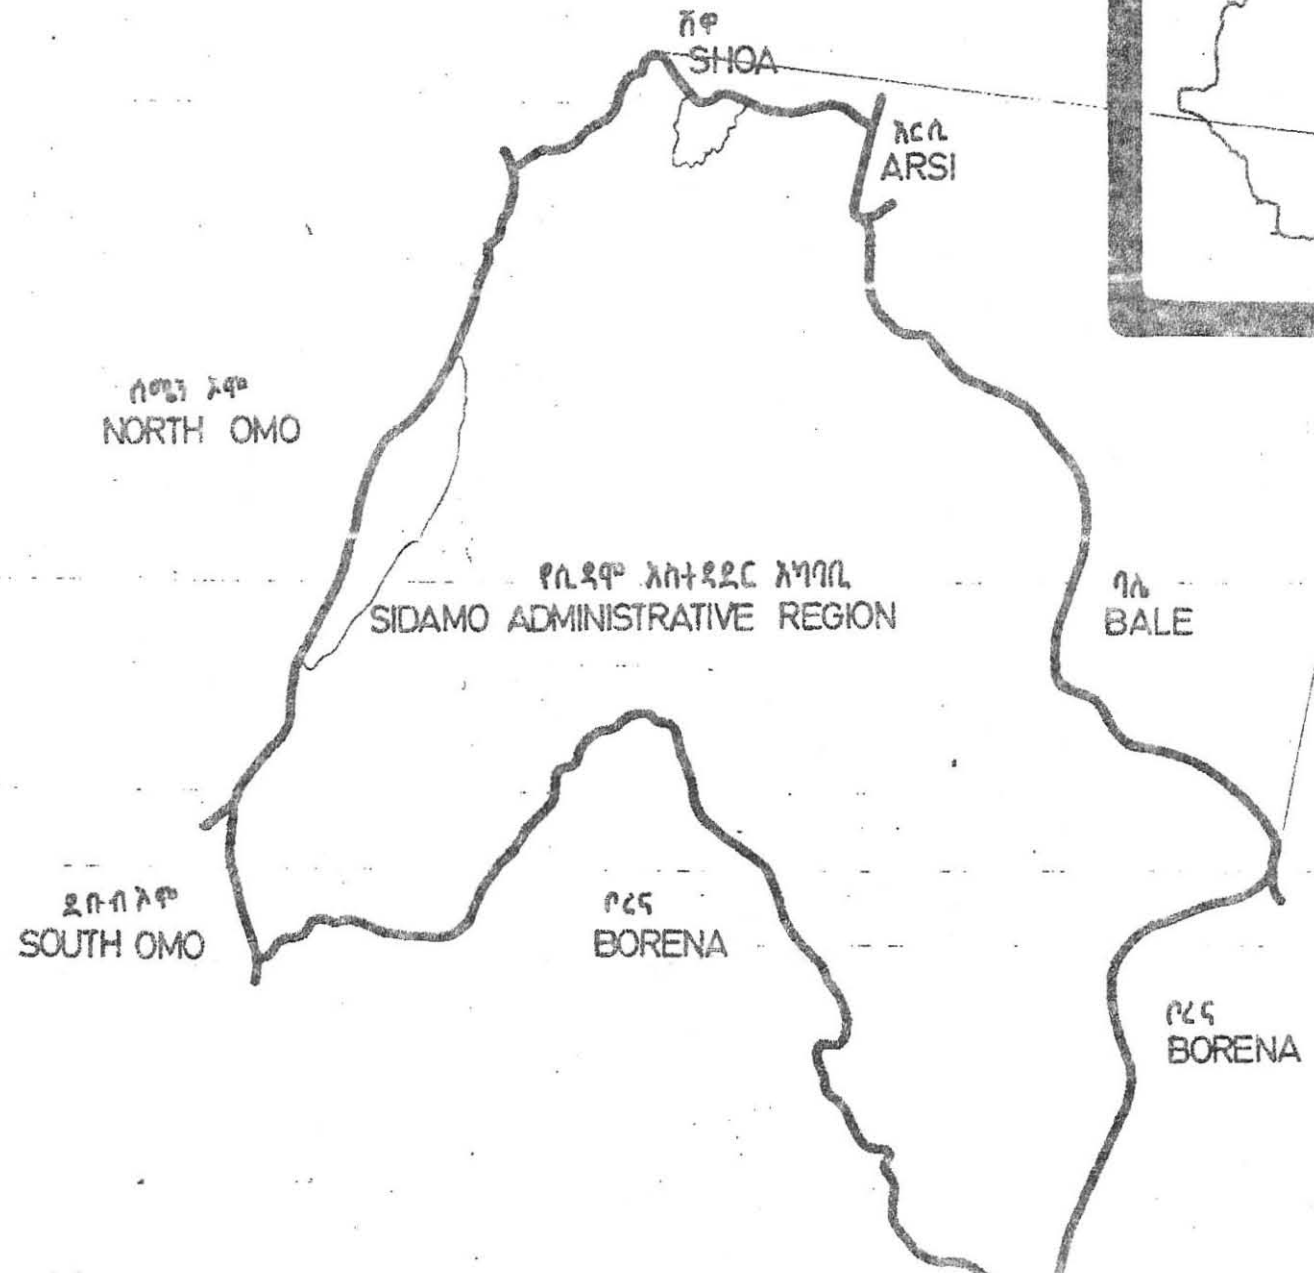 ሸዋ
SHOA
አርሲ
ARSI
ሰሜን ኦሞ
NORTH OMO
የሲዳሞ አስተዳደር አካባቢ
SIDAMO ADMINISTRATIVE REGION
ባሌ
BALE
ደቡብ ኦሞ
SOUTH OMO
ቦረና
BORENA
ቦረና
BORENA